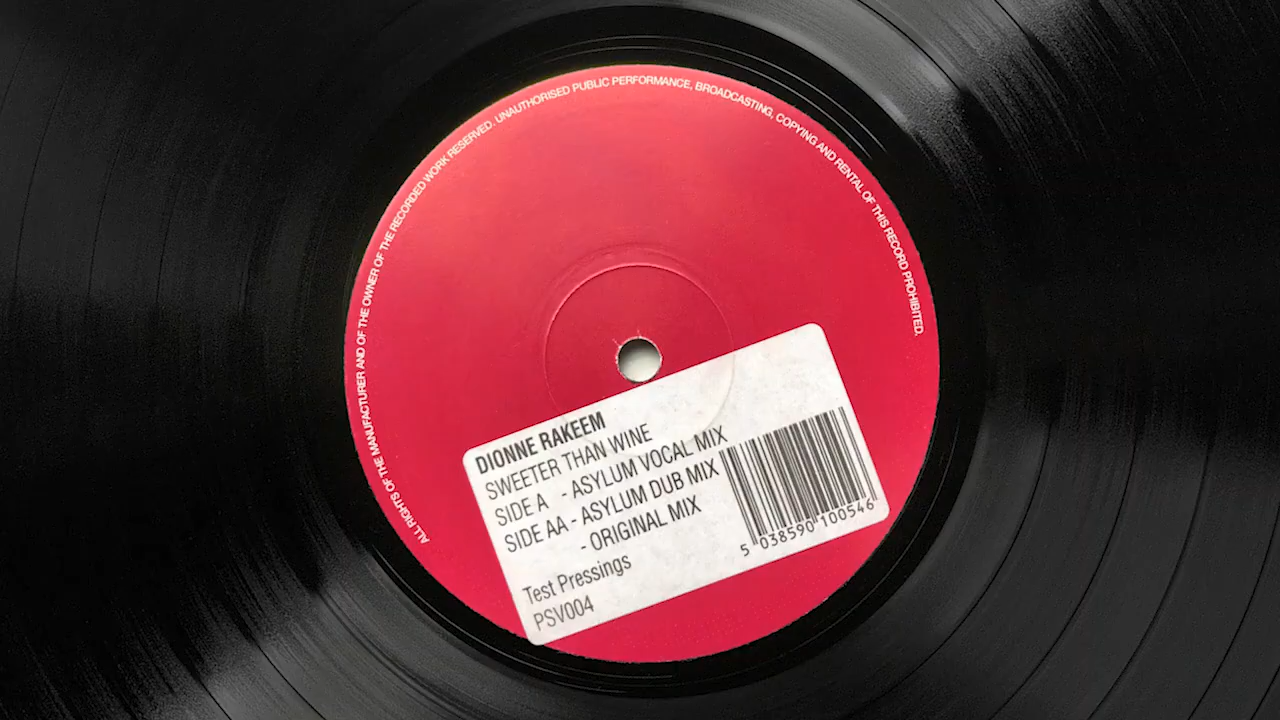 ALL RIGHTS OF THE MANUFACTURER AND OF THE OWNER OF THE RECORDED WORK RESERVED. UNAUTHORISED PUBLIC PERFORMANCE, BROADCASTING, COPYING AND RENTAL OF THIS RECORD PROHIBITED.
DIONNE RAKEEM
SWEETER THAN WINE
SIDE A - ASYLUM VOCAL MIX
SIDE AA - ASYLUM DUB MIX
- ORIGINAL MIX
Test Pressings
PSV004
5 038590 100546